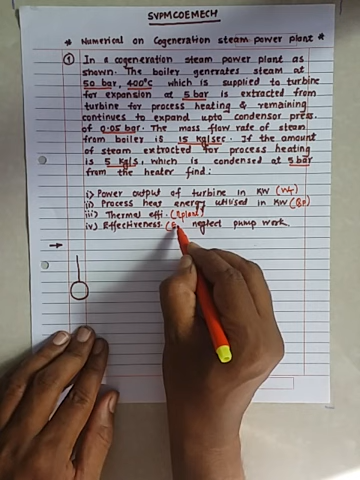 SVPMCOEMECH
* Numerical on Cogeneration steam power plant *
① In a cogeneration steam power plant as
shown. The boiler generates steam at
50 bar, 400°C which is supplied to turbine
for expansion at 5 bar is extracted from
turbine for process heating & remaining
continues to expand upto condensor press.
of 0.05 bar. The mass flow rate of steam
from boiler is 15 kg/sec. If the amount
of steam extracted for process heating
is 5 kg/s, which is condensed at 5 bar
from the heater find:
i) Power output of turbine in KW (WT)
ii) Process heat energy utilised in KW (QP)
iii) Thermal effi. (ηplant)
iv) Effectiveness (ε neglect pump work.